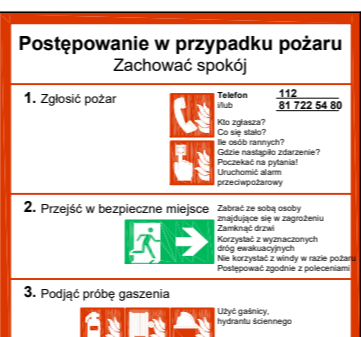 Postępowanie w przypadku pożaru
Zachować spokój
1. Zgłosić pożar
Telefon 112
i/lub 81 722 54 80
Kto zgłasza?
Co się stało?
Ile osób rannych?
Gdzie nastąpiło zdarzenie?
Poczekać na pytania!
Uruchomić alarm
przeciwpożarowy
2. Przejść w bezpieczne miejsce
Zabrać ze sobą osoby
znajdujące się w zagrożeniu
Zamknąć drzwi
Korzystać z wyznaczonych
dróg ewakuacyjnych
Nie korzystać z windy w razie pożaru
Postępować zgodnie z poleceniami
3. Podjąć próbę gaszenia
Użyć gaśnicy,
hydrantu ściennego